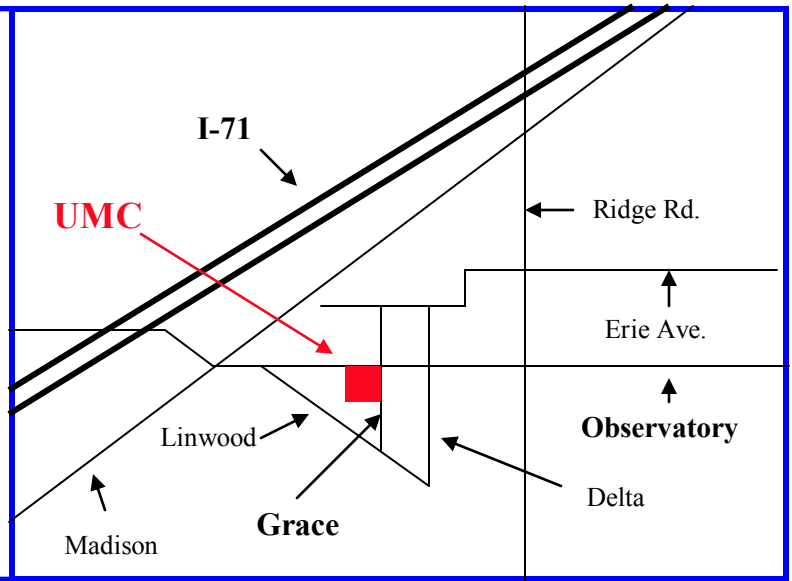 I-71
UMC
Ridge Rd.
Erie Ave.
Observatory
Linwood
Delta
Grace
Madison